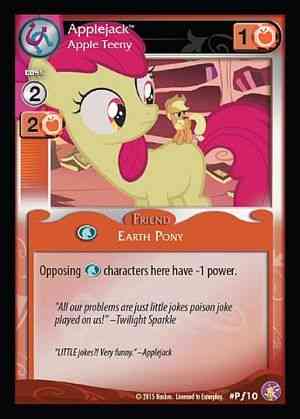 Applejack™
Apple Teeny
1
COST
2
2
FRIEND
EARTH PONY
Opposing characters here have -1 power.
"All our problems are just little jokes poison joke
played on us!" –Twilight Sparkle
"LITTLE jokes?! Very funny." –Applejack
© 2015 Hasbro. Licensed to Enterplay. #Pƒ10